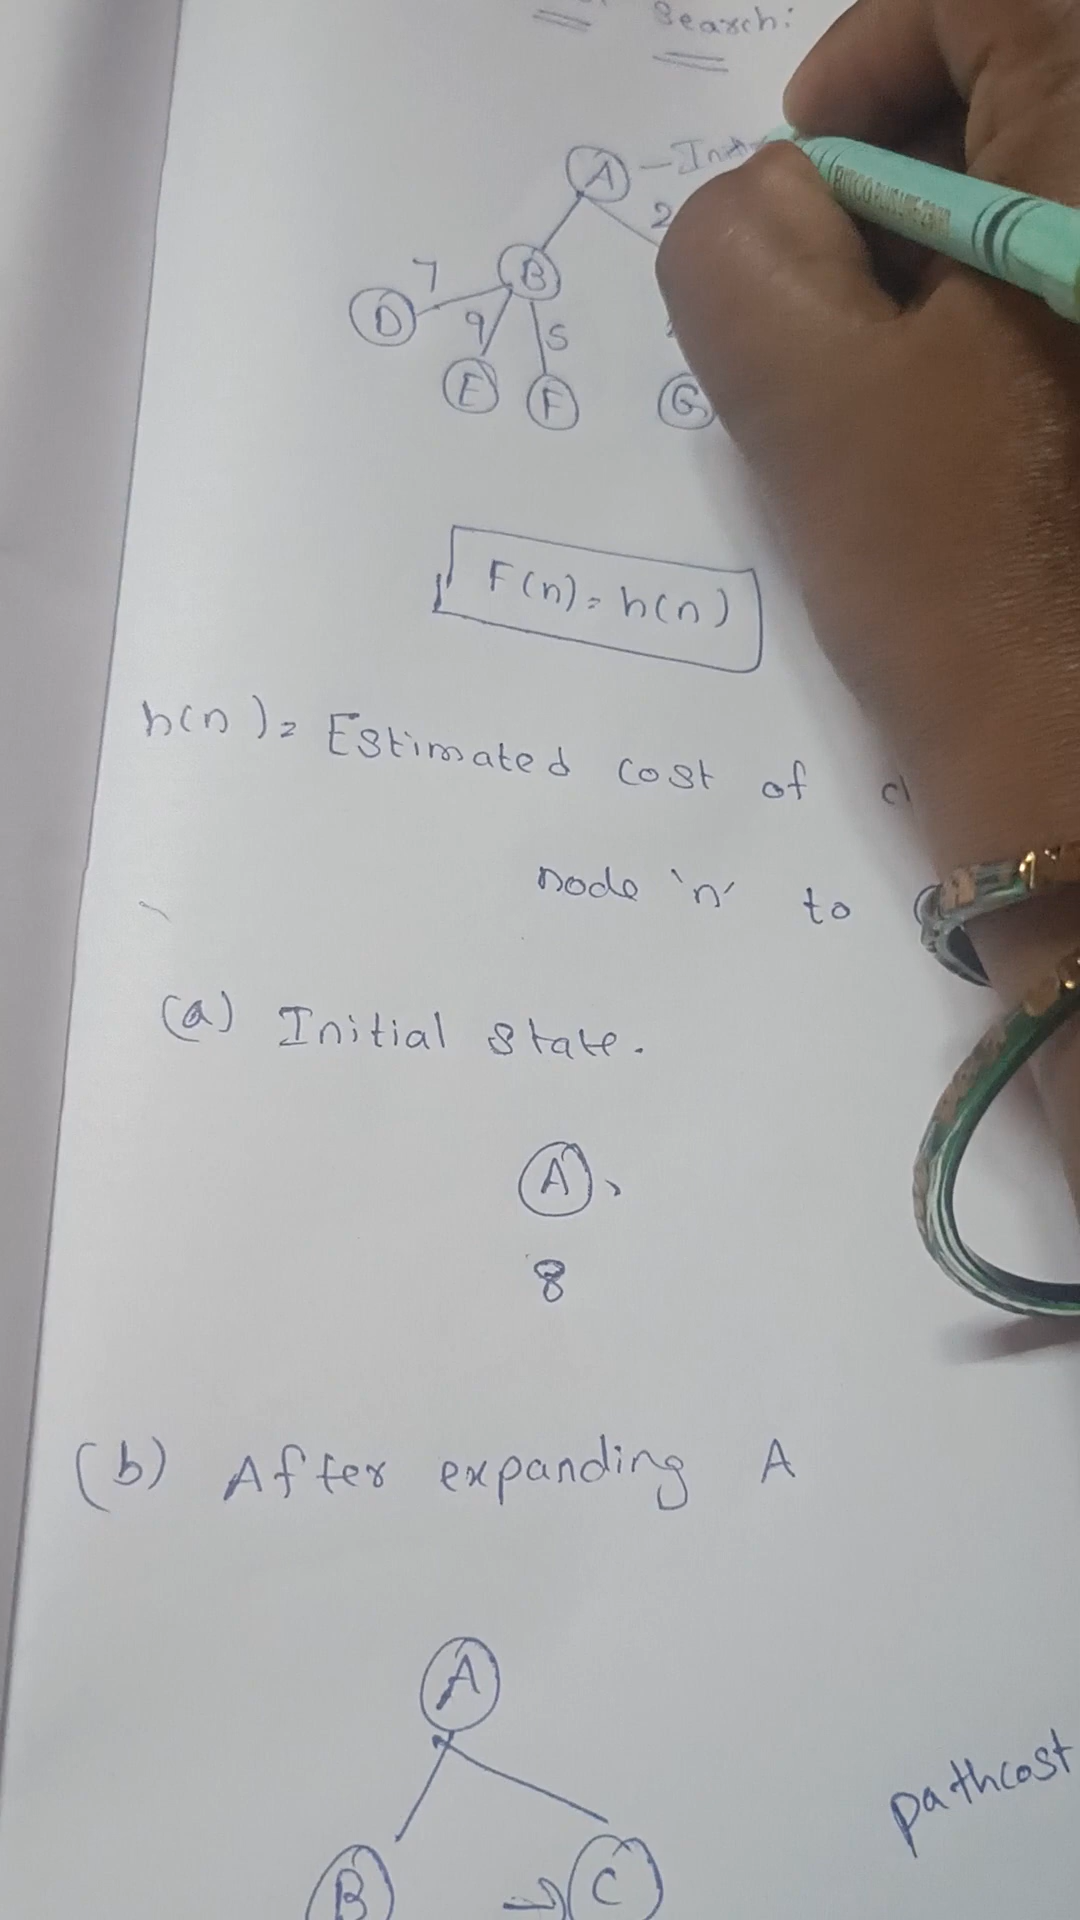 Search:
A
2
B
7
D
9
5
E
F
G
F(n) = h(n)
h(n) = Estimated cost of
node 'n' to
(a) Initial state.
A
8
(b) After expanding A
A
pathcost
B
C